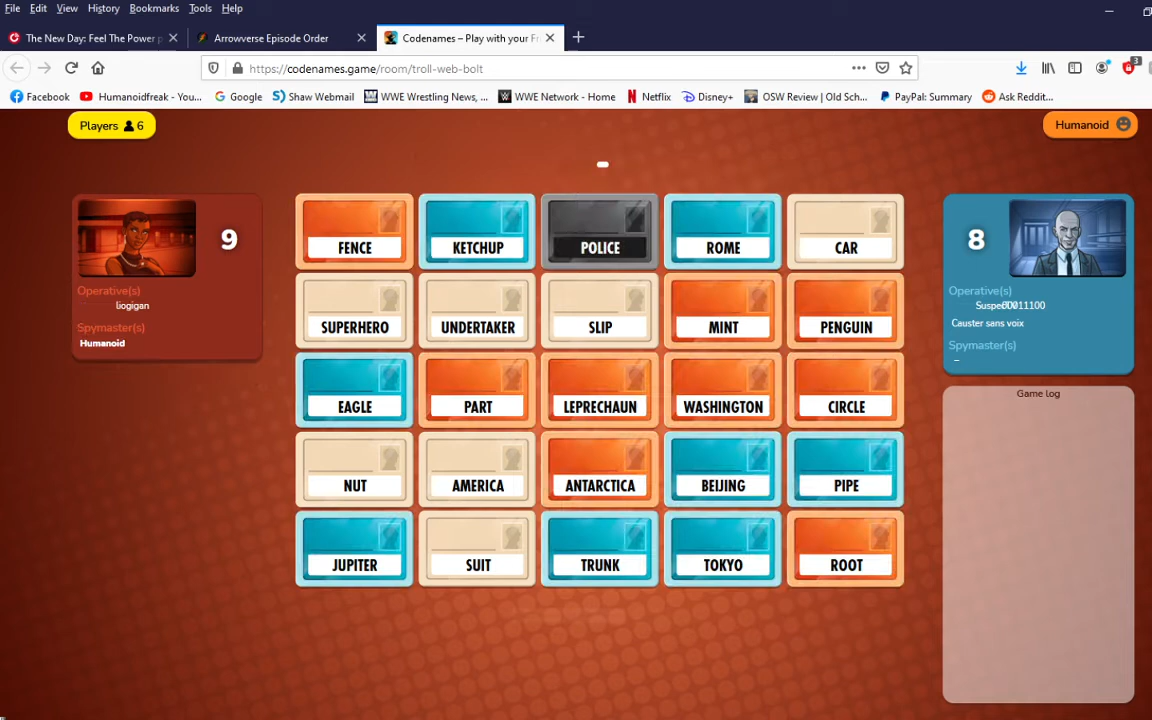 File Edit View History Bookmarks Tools Help
The New Day: Feel The Power p
Arrowverse Episode Order
Codenames – Play with your Fr
https://codenames.game/room/troll-web-bolt
3
Facebook
Humanoidfreak - You...
Google
Shaw Webmail
WWE Wrestling News, ...
WWE Network - Home
Netflix
Disney+
OSW Review | Old Sch...
PayPal: Summary
Ask Reddit...
Players 6
Humanoid
-
9
Operative(s)
liogigan
Spymaster(s)
Humanoid
FENCE KETCHUP POLICE ROME CAR
SUPERHERO UNDERTAKER SLIP MINT PENGUIN
EAGLE PART LEPRECHAUN WASHINGTON CIRCLE
NUT AMERICA ANTARCTICA BEIJING PIPE
JUPITER SUIT TRUNK TOKYO ROOT
8
Operative(s)
Causter sans voix
Spymaster(s)
–
Game log